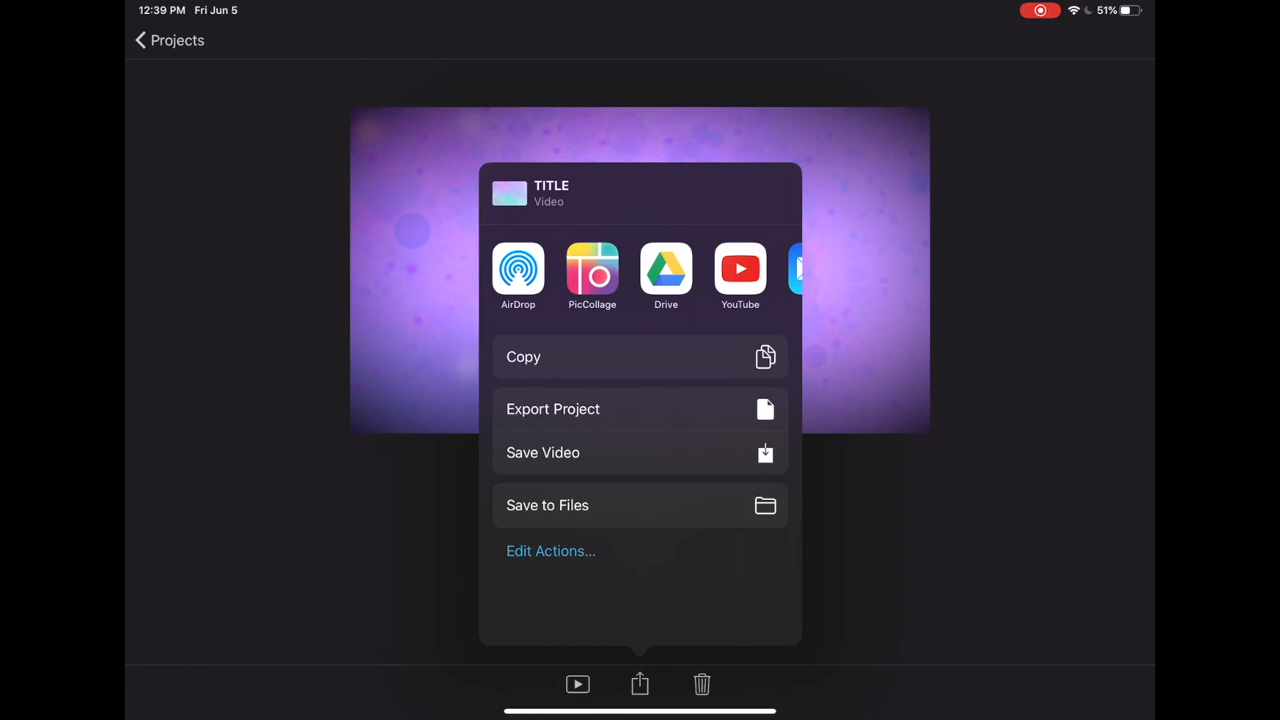 12:39 PM Fri Jun 5
51%
Projects
TITLE
Video
AirDrop
PicCollage
Drive
YouTube
Copy
Export Project
Save Video
Save to Files
Edit Actions...